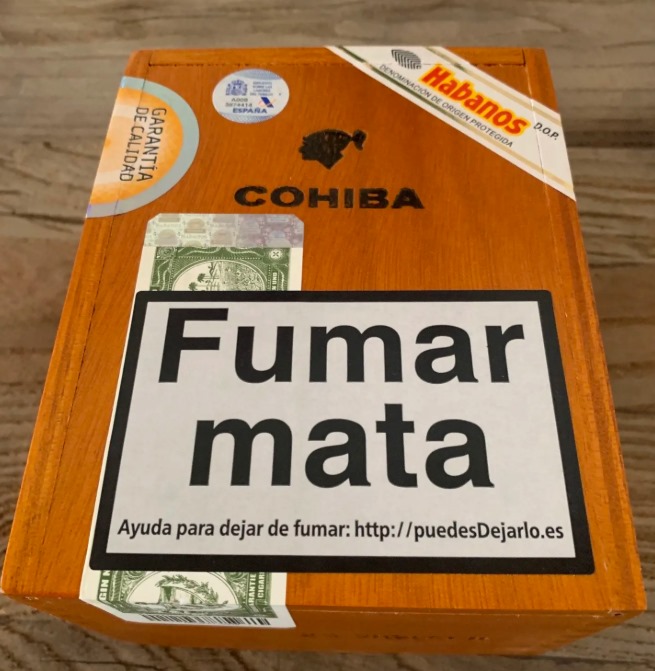 GARANTÍA
DE CALIDAD
ESPAÑA
Habanos
D.O.P.
DENOMINACIÓN DE ORIGEN PROTEGIDA
COHIBA
Fumar
mata
Ayuda para dejar de fumar: http://puedesDejarlo.es